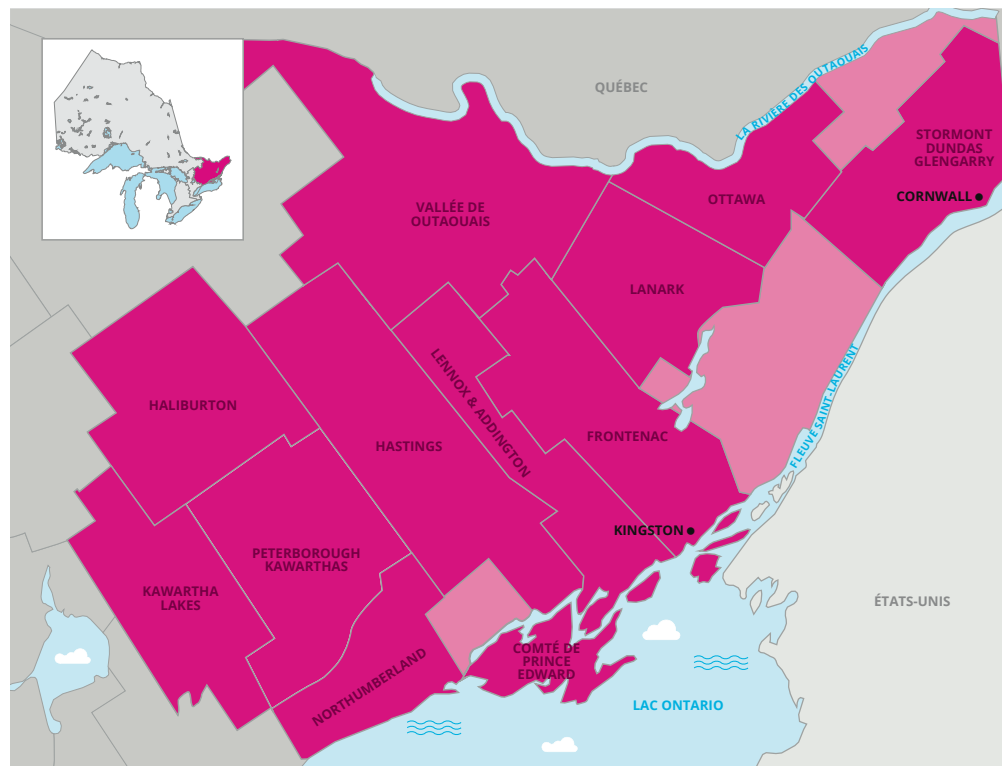 QUÉBEC
LA RIVIÈRE DES OUTAOUAIS
STORMONT
DUNDAS
GLENGARRY
CORNWALL
VALLÉE DE
OUTAOUAIS
OTTAWA
LANARK
HALIBURTON
LENNOX & ADDINGTON
HASTINGS
FRONTENAC
FLEUVE SAINT-LAURENT
KINGSTON
PETERBOROUGH
KAWARTHAS
KAWARTHA
LAKES
ÉTATS-UNIS
COMTÉ DE
PRINCE
EDWARD
NORTHUMBERLAND
LAC ONTARIO